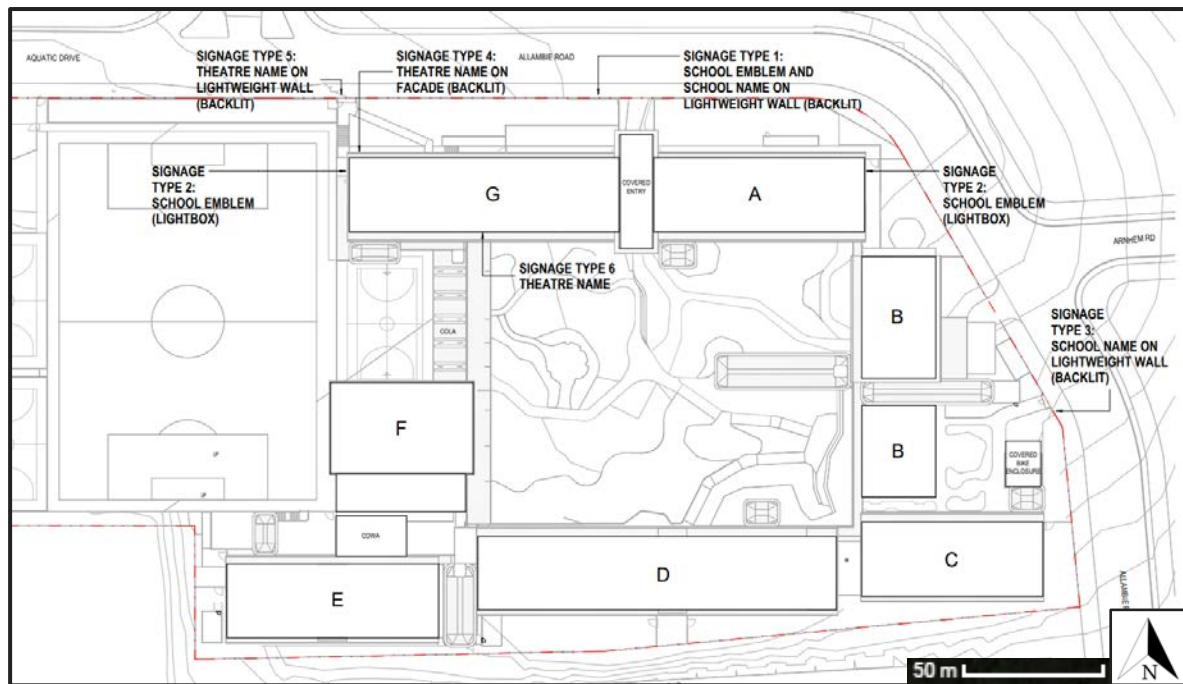 AQUATIC DRIVE
SIGNAGE TYPE 5:
THEATRE NAME ON
LIGHTWEIGHT WALL
(BACKLIT)
SIGNAGE TYPE 4:
THEATRE NAME ON
FACADE (BACKLIT)
ALLAMBIE ROAD
SIGNAGE TYPE 1:
SCHOOL EMBLEM AND
SCHOOL NAME ON
LIGHTWEIGHT WALL (BACKLIT)
SIGNAGE
TYPE 2:
SCHOOL EMBLEM
(LIGHTBOX)
G
COVERED
ENTRY
A
SIGNAGE
TYPE 2:
SCHOOL EMBLEM
(LIGHTBOX)
ARNHEM RD
SIGNAGE TYPE 6
THEATRE NAME
B
COLA
SIGNAGE
TYPE 3:
SCHOOL NAME ON
LIGHTWEIGHT WALL
(BACKLIT)
F
B
COVERED
BIKE
ENCLOSURE
UP
UP
COWA
E
D
C
50 m
N